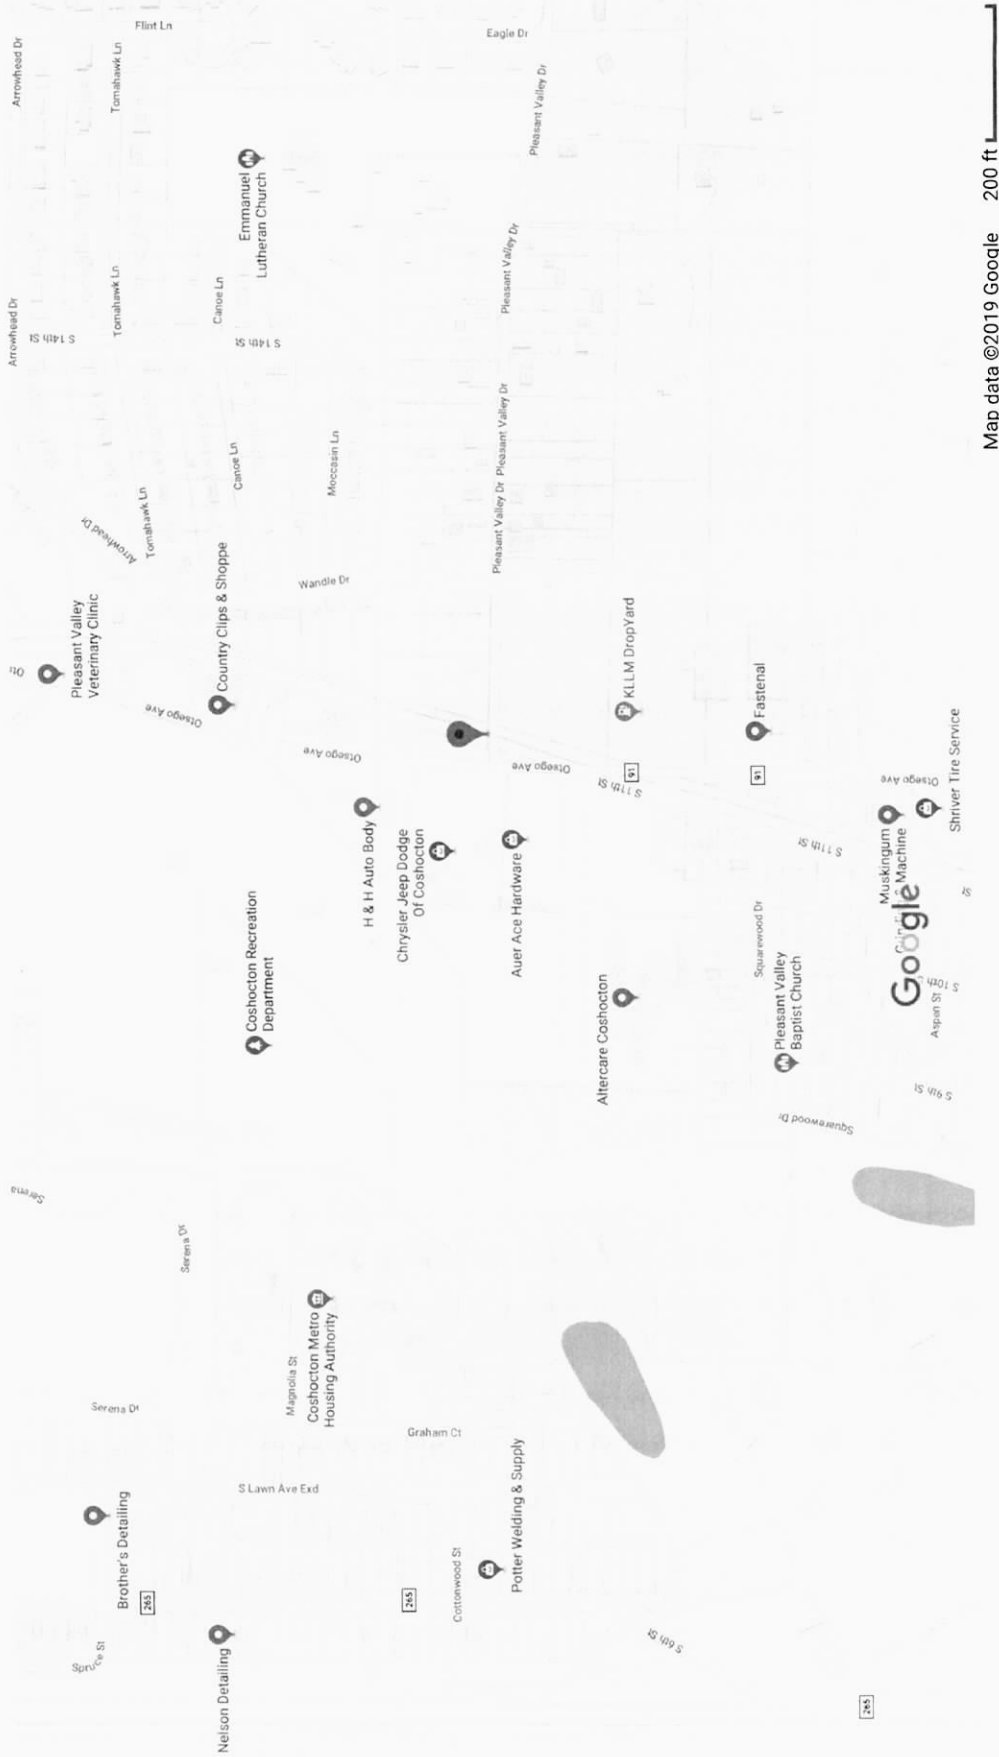 Spruce St
Brother's Detailing
265
Serena Dr
Serena
Otsego Ave
Pleasant Valley
Veterinary Clinic
Arrowhead Dr
Arrowhead Dr
Arrowhead Dr
S 14th St
Tomahawk Ln
Tomahawk Ln
Tomahawk Ln
Flint Ln
Nelson Detailing
S Lawn Ave Exd
Serena Dr
Coshocton Recreation
Department
Country Clips & Shoppe
Canoe Ln
Canoe Ln
S 14th St
Emmanuel
Lutheran Church
Magnolia St
Coshocton Metro
Housing Authority
Otsego Ave
Wandle Dr
Moccasin Ln
H & H Auto Body
265
Graham Ct
Chrysler Jeep Dodge
Of Coshocton
Cottonwood St
Potter Welding & Supply
Auer Ace Hardware
Otsego Ave
Pleasant Valley Dr
Pleasant Valley Dr
Pleasant Valley Dr
Pleasant Valley Dr
Eagle Dr
S 6th St
Altercare Coshocton
S 11th St
91
KLLM DropYard
Squarewood Dr
Squarewood Dr
Pleasant Valley
Baptist Church
91
Fastenal
S 11th St
265
Muskingum
Machine
Otsego Ave
Google
S 9th St
Aspen St
S 10th
St
Shriver Tire Service
Map data ©2019 Google
200 ft